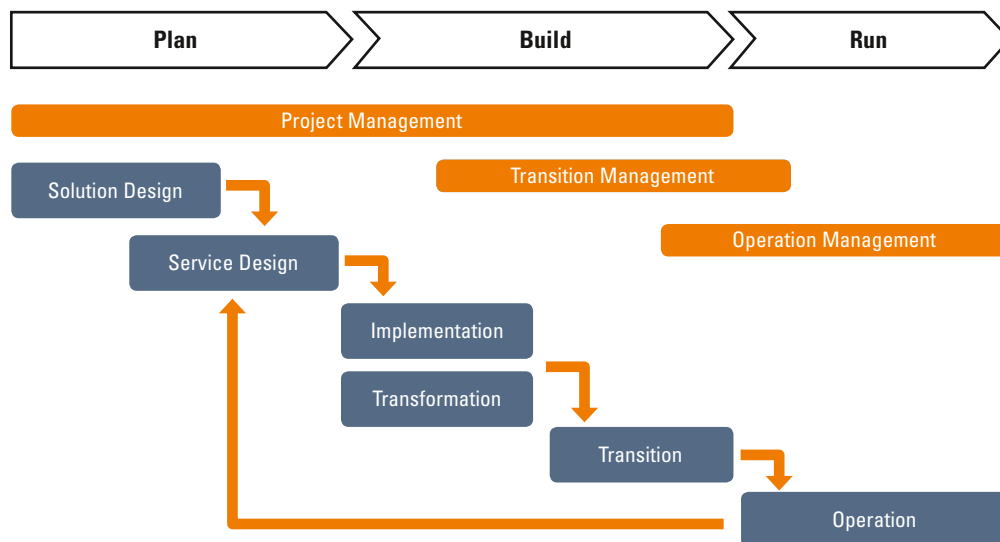 Plan
Build
Run
Project Management
Transition Management
Solution Design
Operation Management
Service Design
Implementation
Transformation
Transition
Operation